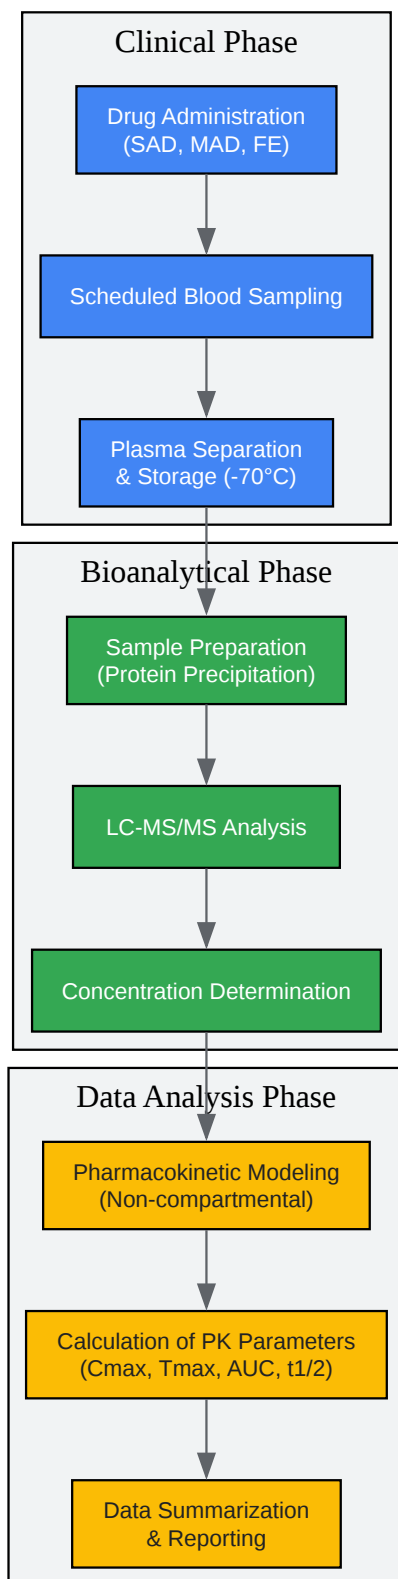 Clinical Phase
Drug Administration
(SAD, MAD, FE)
Scheduled Blood Sampling
Plasma Separation
& Storage (-70°C)
Bioanalytical Phase
Sample Preparation
(Protein Precipitation)
LC-MS/MS Analysis
Concentration Determination
Data Analysis Phase
Pharmacokinetic Modeling
(Non-compartmental)
Calculation of PK Parameters
(Cmax, Tmax, AUC, t1/2)
Data Summarization
& Reporting